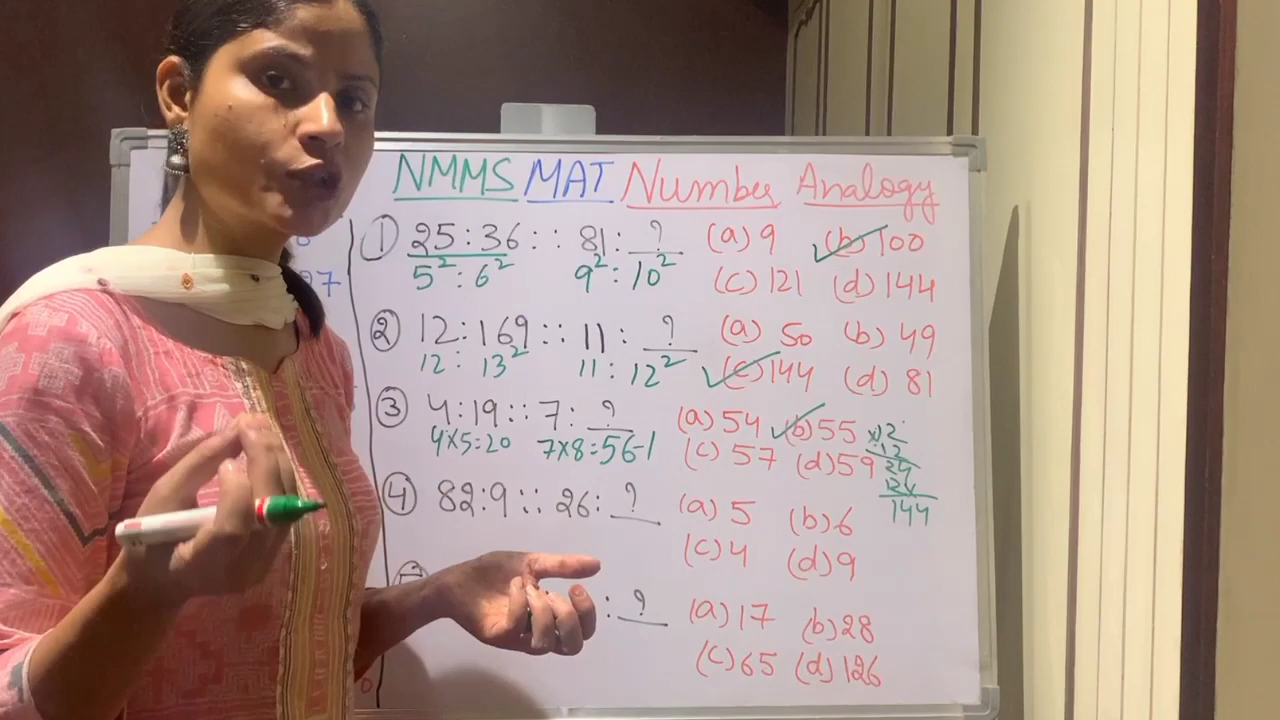 NMMS MAT Number Analogy
① 25:36 :: 81: ? (a) 9 (b) 100
5² : 6² 9² : 10² (c) 121 (d) 144
② 12:169 :: 11: ? (a) 50 (b) 49
12 : 13² 11 : 12² (c) 144 (d) 81
③ 4:19 :: 7: ? (a) 54 (b) 55
4×5=20 7×8=56-1 (c) 57 (d) 59
×12
12
24
12×
144
④ 82:9 :: 26: ? (a) 5 (b) 6
(c) 4 (d) 9
: ? (a) 17 (b) 28
(c) 65 (d) 126